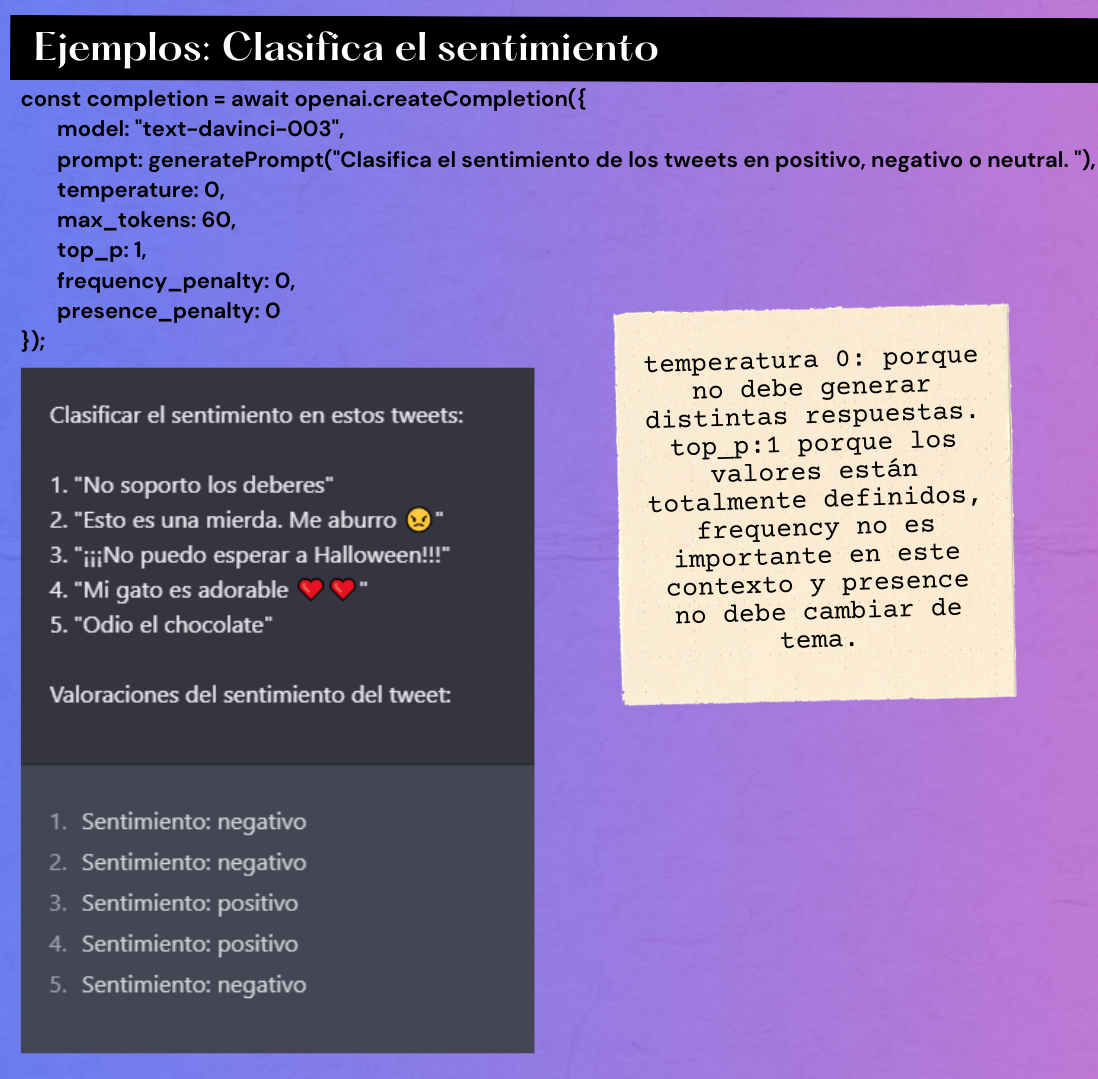 Ejemplos: Clasifica el sentimiento
const completion = await openai.createCompletion({
model: "text-davinci-003",
prompt: generatePrompt("Clasifica el sentimiento de los tweets en positivo, negativo o neutral. "),
temperature: 0,
max_tokens: 60,
top_p: 1,
frequency_penalty: 0,
presence_penalty: 0
});
Clasificar el sentimiento en estos tweets:
1. "No soporto los deberes"
2. "Esto es una mierda. Me aburro 😠"
3. "¡¡¡No puedo esperar a Halloween!!!"
4. "Mi gato es adorable ❤️ ❤️"
5. "Odio el chocolate"
Valoraciones del sentimiento del tweet:
1. Sentimiento: negativo
2. Sentimiento: negativo
3. Sentimiento: positivo
4. Sentimiento: positivo
5. Sentimiento: negativo
temperatura 0: porque
no debe generar
distintas respuestas.
top_p:1 porque los
valores están
totalmente definidos,
frequency no es
importante en este
contexto y presence
no debe cambiar de
tema.